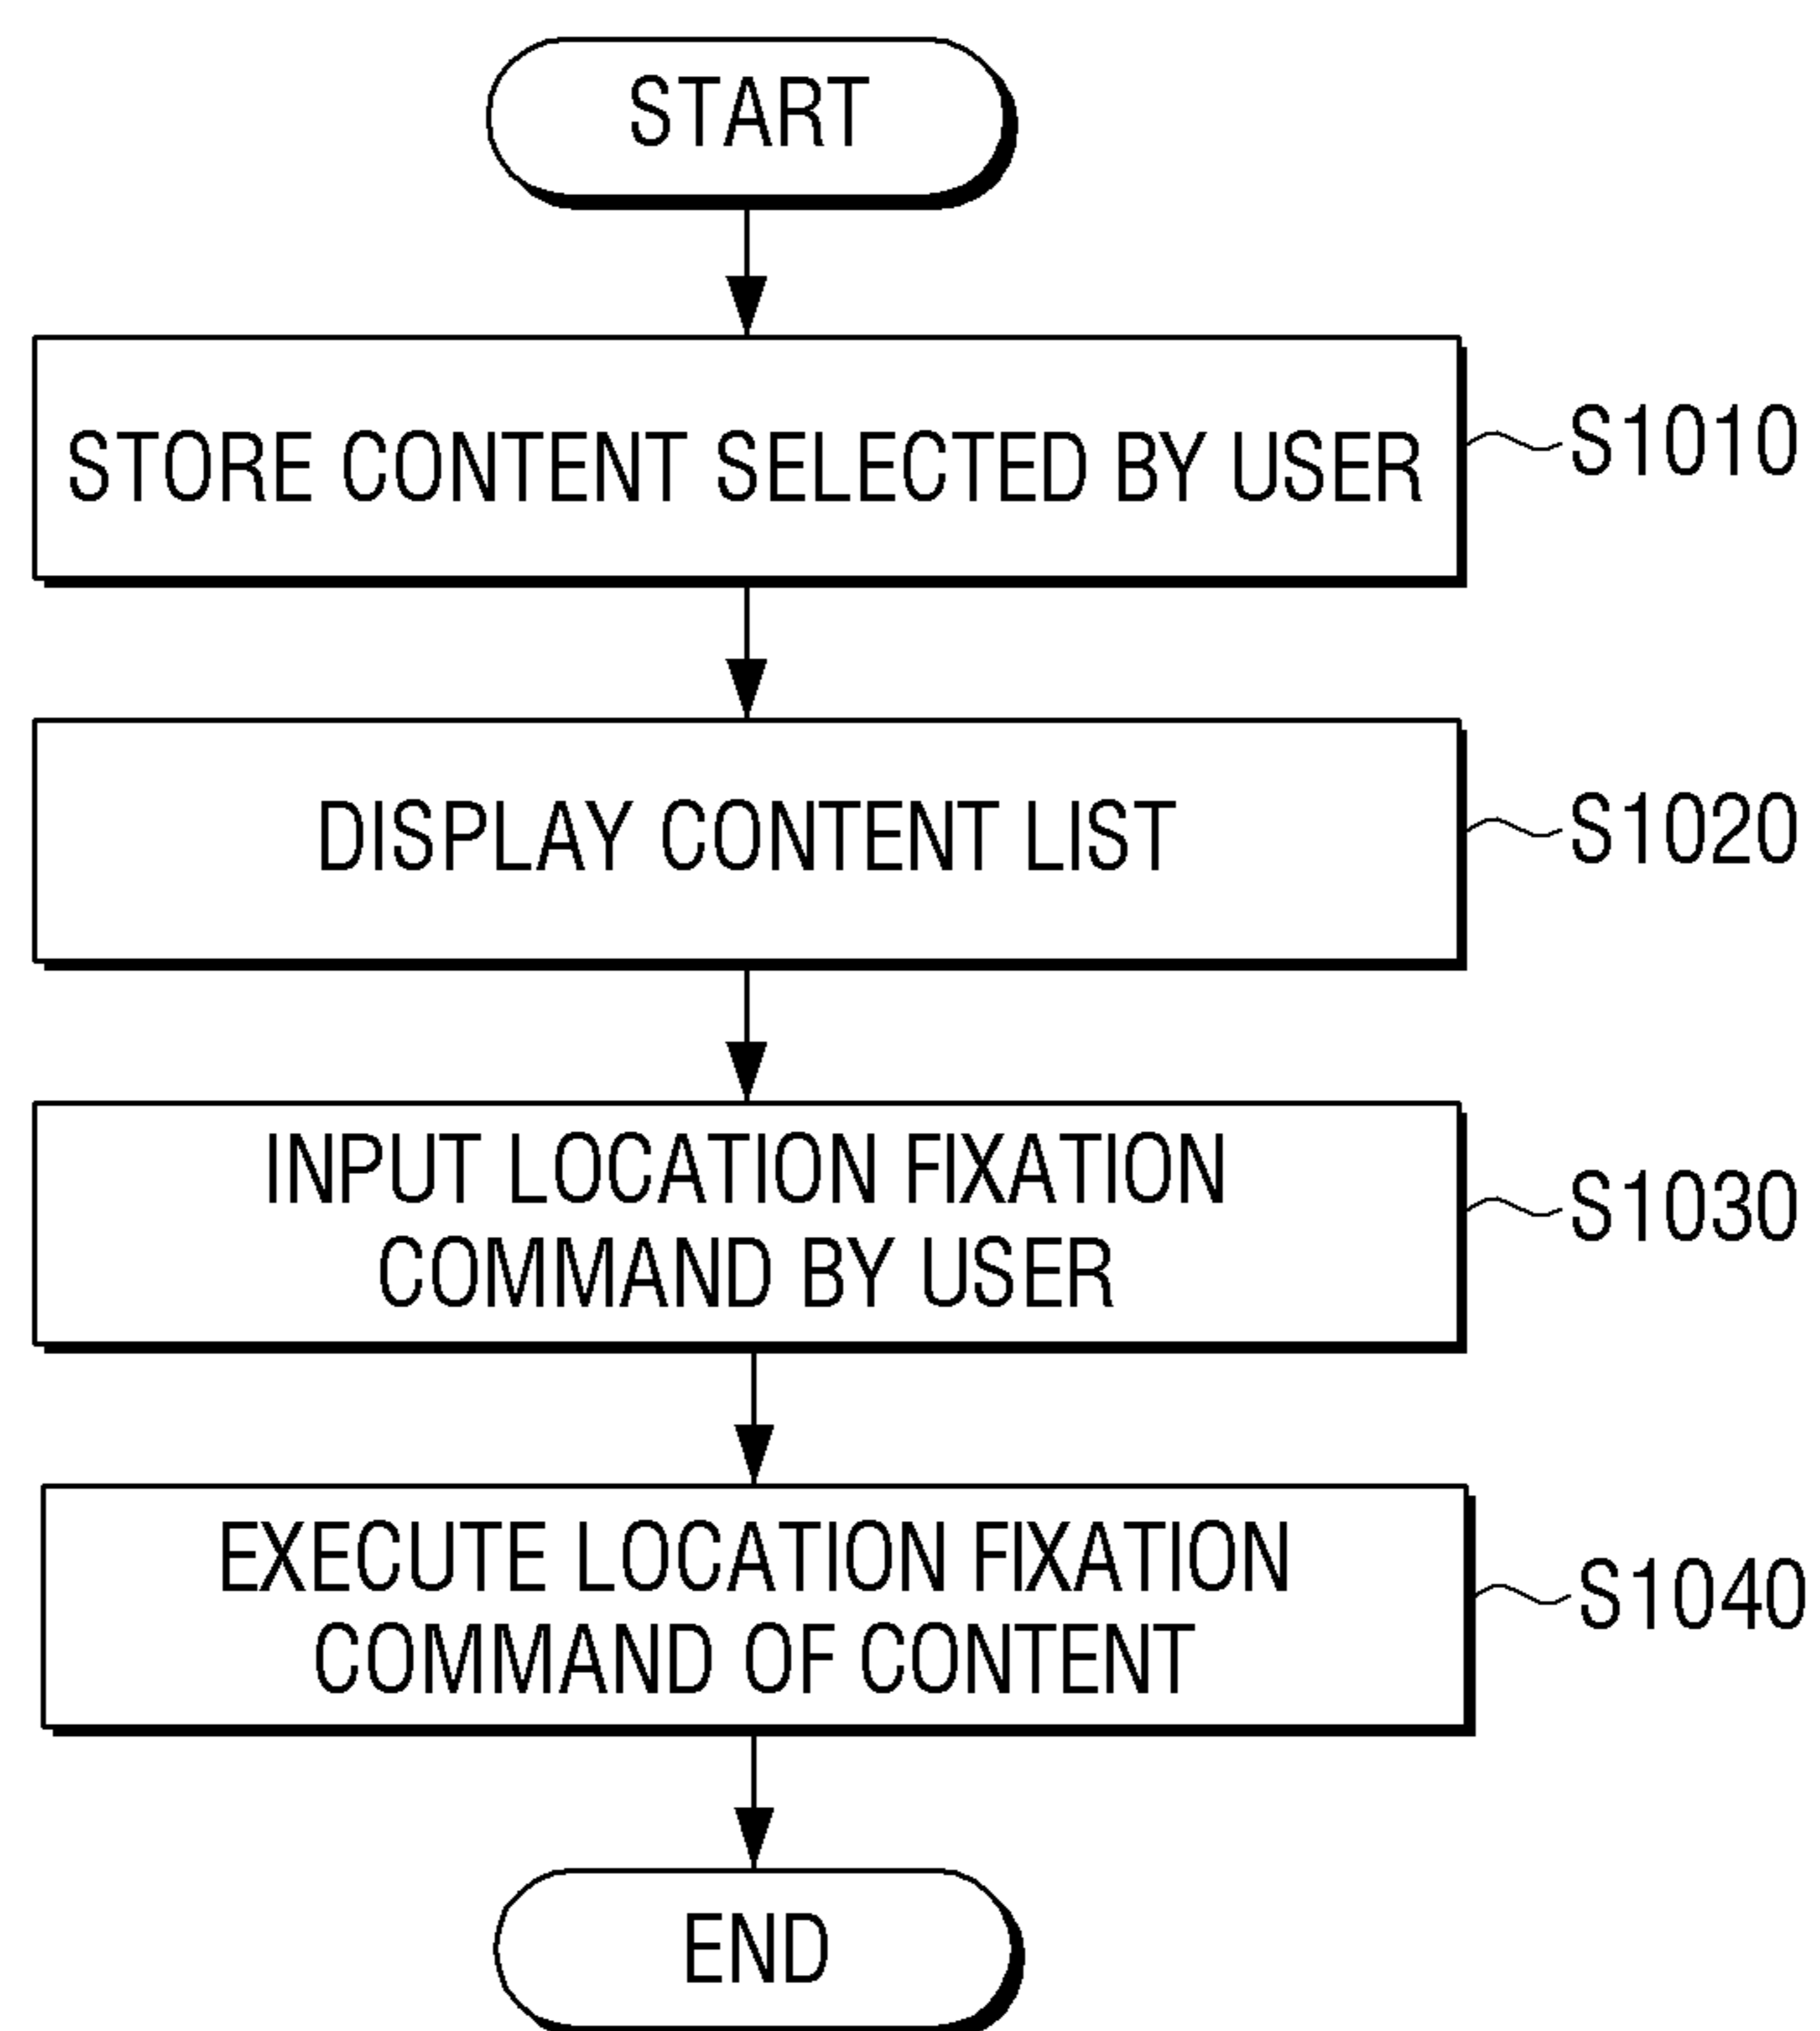 START
STORE CONTENT SELECTED BY USER
S1010
DISPLAY CONTENT LIST
S1020
INPUT LOCATION FIXATION
COMMAND BY USER
S1030
EXECUTE LOCATION FIXATION
COMMAND OF CONTENT
S1040
END